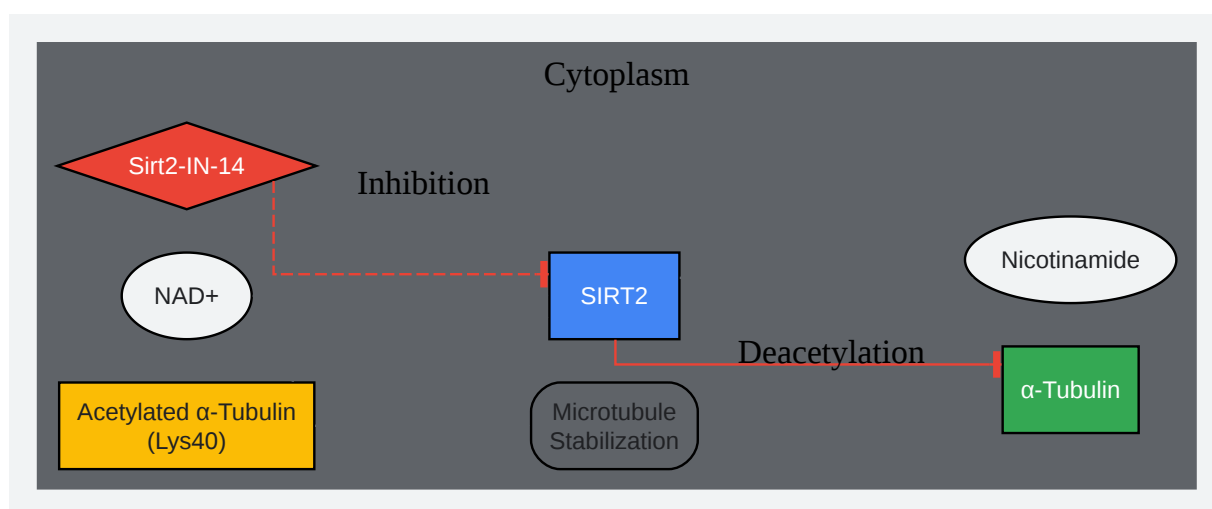 Cytoplasm
Sirt2-IN-14
Inhibition
Nicotinamide
NAD+
SIRT2
Deacetylation
α-Tubulin
Acetylated α-Tubulin
(Lys40)
Microtubule
Stabilization